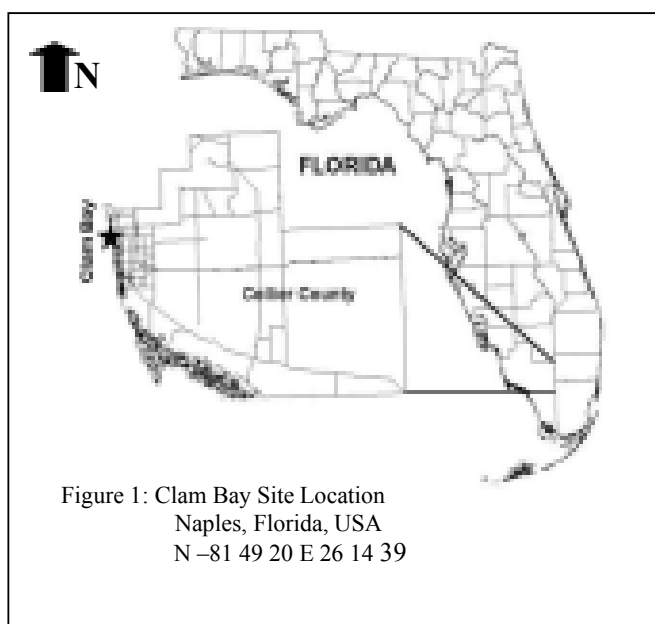 N
FLORIDA
Clam Bay
Collier County
Figure 1: Clam Bay Site Location
Naples, Florida, USA
N –81 49 20 E 26 14 39